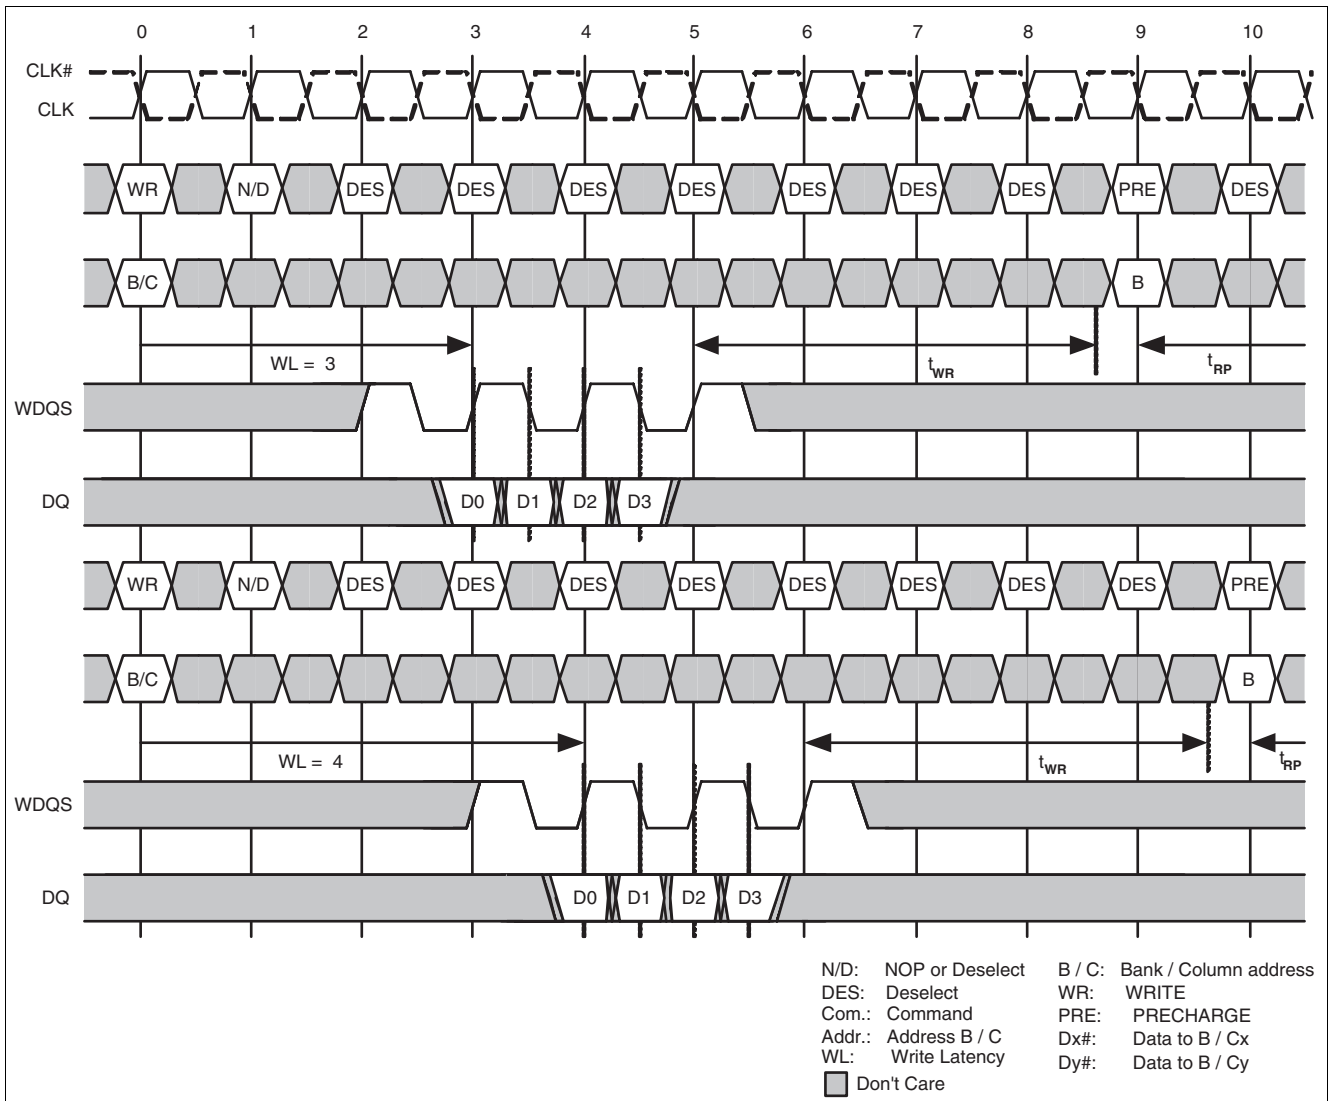 0 1 2 3 4 5 6 7 8 9 10
CLK#
CLK
WR N/D DES DES DES DES DES DES DES PRE DES
B/C B
WL = 3 tWR tRP
WDQS
DQ D0 D1 D2 D3
WR N/D DES DES DES DES DES DES DES DES PRE
B/C B
WL = 4 tWR tRP
WDQS
DQ D0 D1 D2 D3
N/D: NOP or Deselect B / C: Bank / Column address
DES: Deselect WR: WRITE
Com.: Command PRE: PRECHARGE
Addr.: Address B / C Dx#: Data to B / Cx
WL: Write Latency Dy#: Data to B / Cy
Don't Care